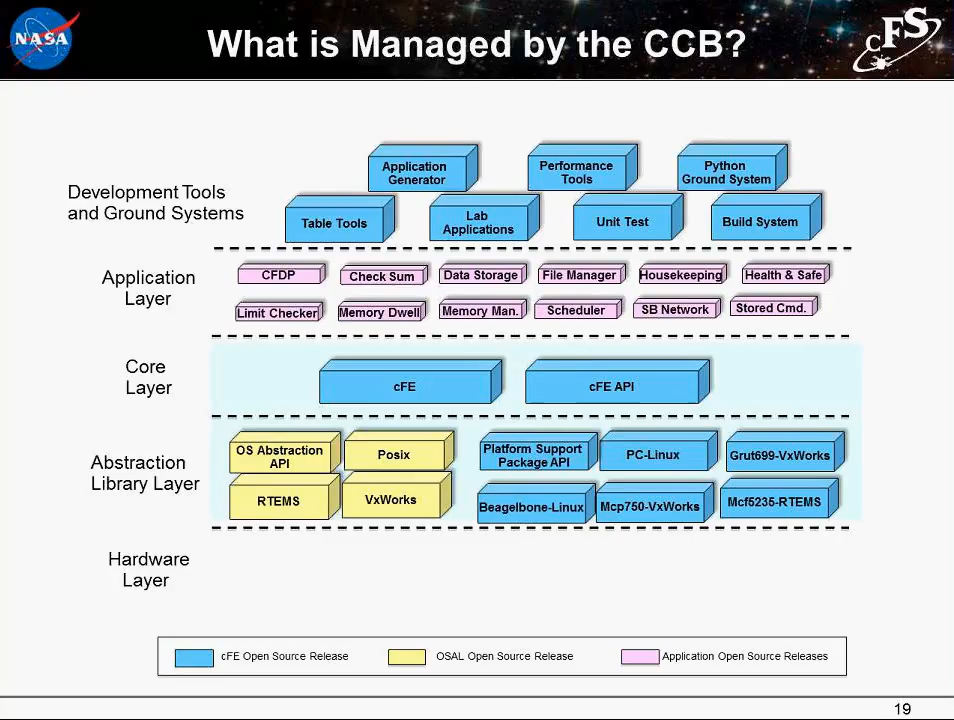 NASA
What is Managed by the CCB?
CFS
Development Tools
and Ground Systems
Application
Generator
Performance
Tools
Python
Ground System
Table Tools
Lab
Applications
Unit Test
Build System
Application
Layer
CFDP
Check Sum
Data Storage
File Manager
Housekeeping
Health & Safe
Limit Checker
Memory Dwell
Memory Man.
Scheduler
SB Network
Stored Cmd.
Core
Layer
cFE
cFE API
Abstraction
Library Layer
OS Abstraction
API
Posix
Platform Support
Package API
PC-Linux
Grut699-VxWorks
RTEMS
VxWorks
Beagelbone-Linux
Mcp750-VxWorks
Mcf5235-RTEMS
Hardware
Layer
cFE Open Source Release
OSAL Open Source Release
Application Open Source Releases
19